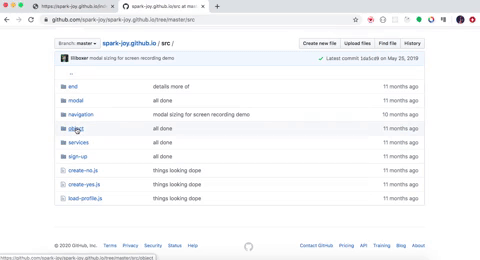 https://spark-joy.github.io/ind
spark-joy.github.io/src at mas
github.com/spark-joy/spark-joy.github.io/tree/master/src
Branch: master
spark-joy.github.io / src /
Create new file
Upload files
Find file
History
liliboxer modal sizing for screen recording demo
Latest commit on May 26, 2019
..
end details more of 11 months ago
modal all done 11 months ago
navigation modal sizing for screen recording demo 10 months ago
object all done 11 months ago
services all done 11 months ago
sign-up all done 11 months ago
create-no.js things looking dope 11 months ago
create-yes.js things looking dope 11 months ago
load-profile.js things looking dope 11 months ago
© 2020 GitHub, Inc. Terms Privacy Security Status Help
Contact GitHub Pricing API Training Blog About
https://github.com/spark-joy/spark-joy.github.io/tree/master/src/object